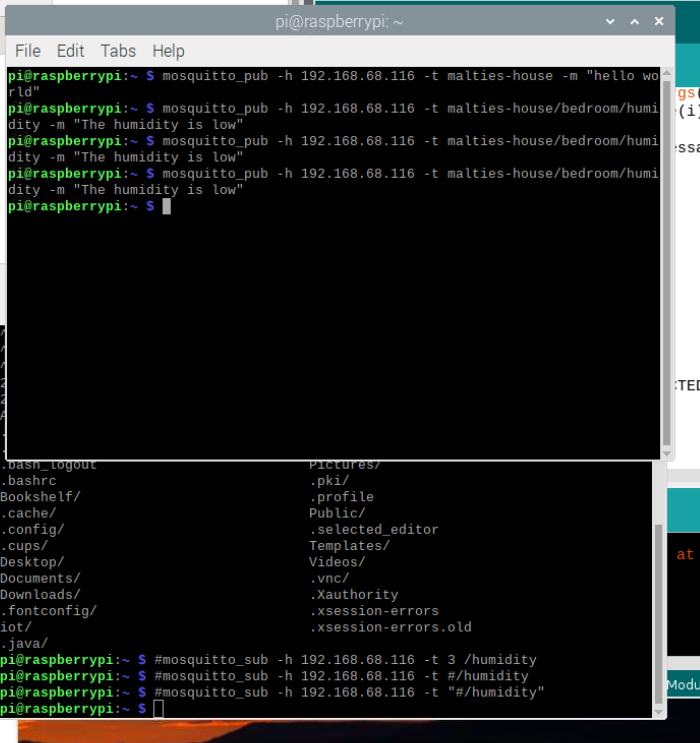 pi@raspberrypi: ~
File Edit Tabs Help
pi@raspberrypi:~ $ mosquitto_pub -h 192.168.68.116 -t malties-house -m "hello wo
rld"
pi@raspberrypi:~ $ mosquitto_pub -h 192.168.68.116 -t malties-house/bedroom/humi
dity -m "The humidity is low"
pi@raspberrypi:~ $ mosquitto_pub -h 192.168.68.116 -t malties-house/bedroom/humi
dity -m "The humidity is low"
pi@raspberrypi:~ $ mosquitto_pub -h 192.168.68.116 -t malties-house/bedroom/humi
dity -m "The humidity is low"
pi@raspberrypi:~ $
gs(
e(i)
essa
CTED
.bash_logout Pictures/
.bashrc .pki/
Bookshelf/ .profile
.cache/ Public/
.config/ .selected_editor
.cups/ Templates/
Desktop/ Videos/
Documents/ .vnc/
Downloads/ .Xauthority
.fontconfig/ .xsession-errors
iot/ .xsession-errors.old
.java/
pi@raspberrypi:~ $ #mosquitto_sub -h 192.168.68.116 -t 3 /humidity
pi@raspberrypi:~ $ #mosquitto_sub -h 192.168.68.116 -t #/humidity
pi@raspberrypi:~ $ #mosquitto_sub -h 192.168.68.116 -t "#/humidity"
pi@raspberrypi:~ $
at
Modu